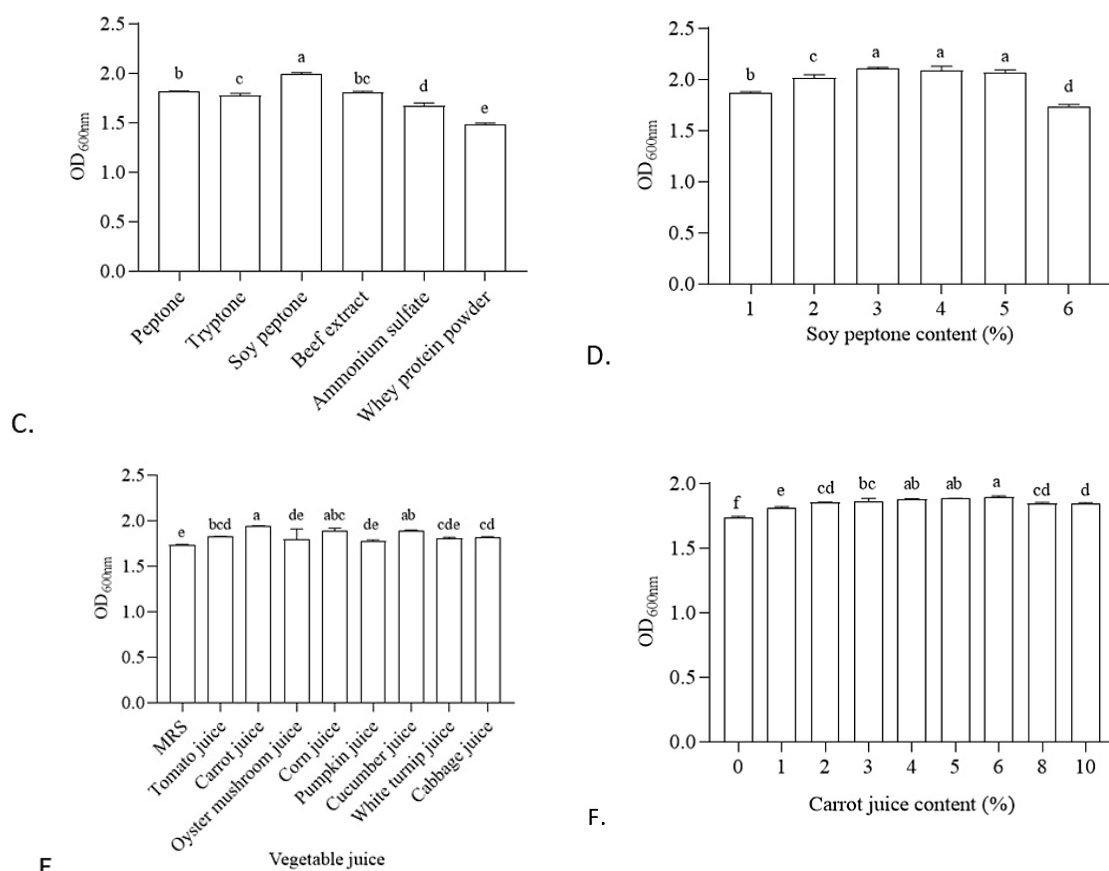 2.5
2.0
1.5
1.0
0.5
0.0
OD600nm
b
c
a
bc
d
e
Peptone
Tryptone
Soy peptone
Beef extract
Ammonium sulfate
Whey protein powder
C.
2.5
2.0
1.5
1.0
0.5
0.0
OD600nm
b
c
a
a
a
d
1 2 3 4 5 6
Soy peptone content (%)
D.
2.5
2.0
1.5
1.0
0.5
0.0
OD600nm
e
bcd
a
de
abc
de
ab
cde
cd
MRS
Tomato juice
Carrot juice
Oyster mushroom juice
Corn juice
Pumpkin juice
Cucumber juice
White turnip juice
Cabbage juice
Vegetable juice
2.0
1.5
1.0
0.5
0.0
OD600nm
f
e
cd
bc
ab
ab
a
cd
d
0 1 2 3 4 5 6 8 10
Carrot juice content (%)
F.